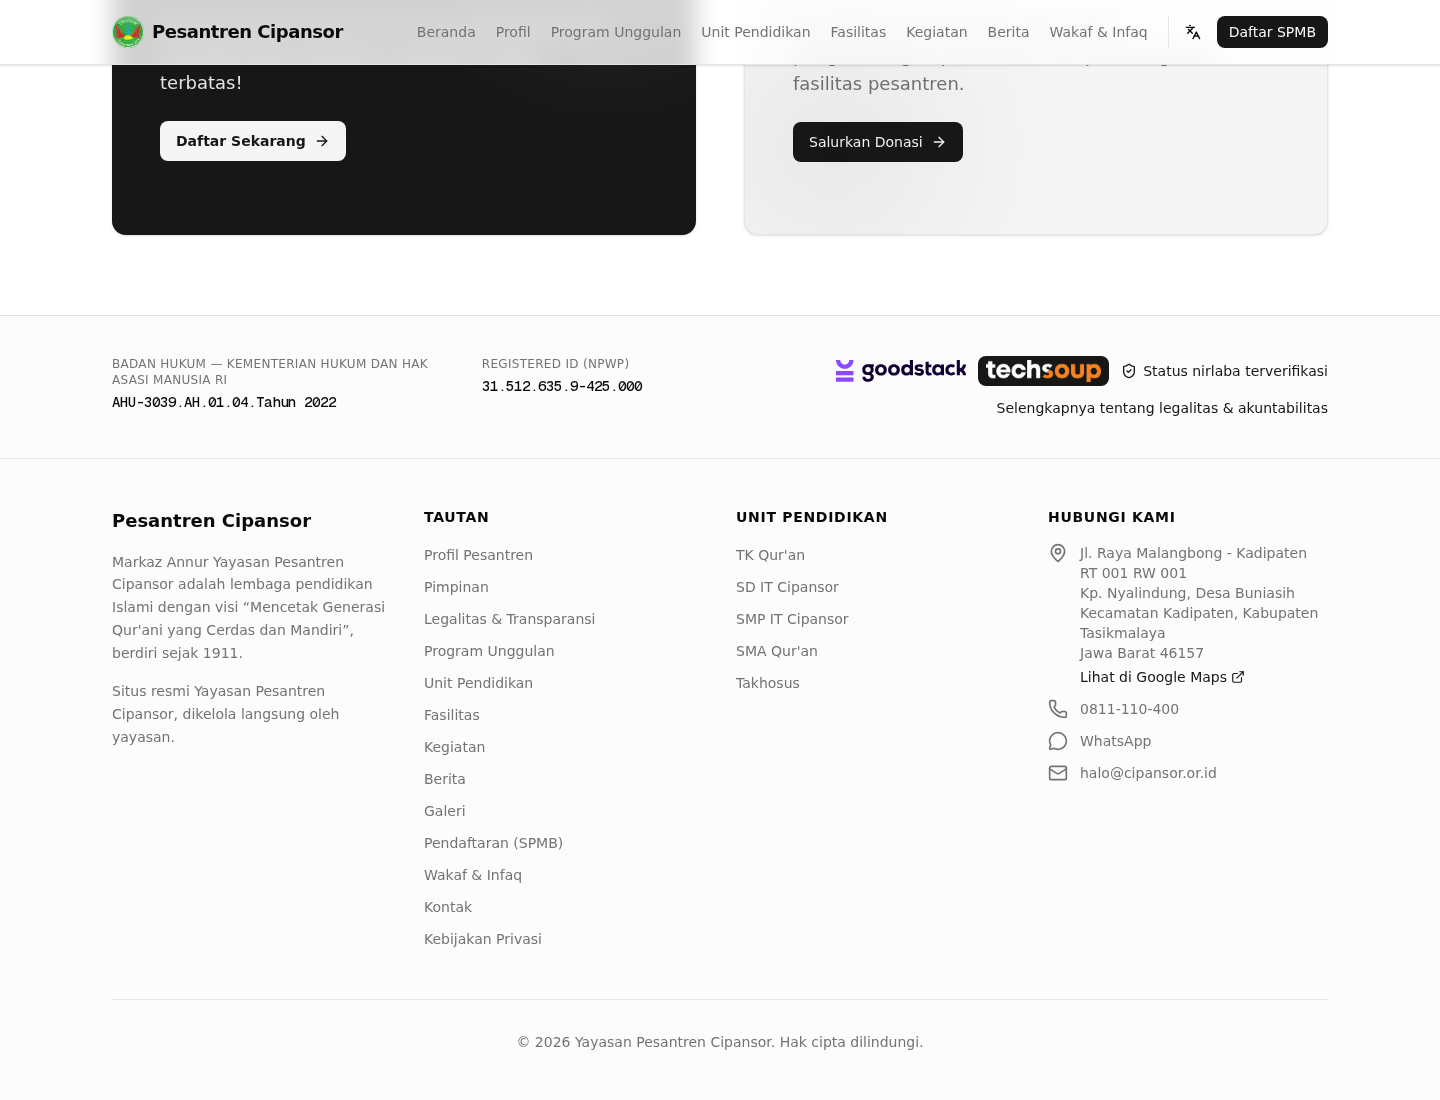 Pesantren Cipansor
Beranda
Profil
Program Unggulan
Unit Pendidikan
Fasilitas
Kegiatan
Berita
Wakaf & Infaq
Daftar SPMB
terbatas!
Daftar Sekarang
fasilitas pesantren.
Salurkan Donasi
BADAN HUKUM — KEMENTERIAN HUKUM DAN HAK
ASASI MANUSIA RI
AHU-3039.AH.01.04.Tahun 2022
REGISTERED ID (NPWP)
31.512.635.9-425.000
goodstack
techsoup
Status nirlaba terverifikasi
Selengkapnya tentang legalitas & akuntabilitas
Pesantren Cipansor
Markaz Annur Yayasan Pesantren
Cipansor adalah lembaga pendidikan
Islami dengan visi “Mencetak Generasi
Qur'ani yang Cerdas dan Mandiri”,
berdiri sejak 1911.
Situs resmi Yayasan Pesantren
Cipansor, dikelola langsung oleh
yayasan.
TAUTAN
Profil Pesantren
Pimpinan
Legalitas & Transparansi
Program Unggulan
Unit Pendidikan
Fasilitas
Kegiatan
Berita
Galeri
Pendaftaran (SPMB)
Wakaf & Infaq
Kontak
Kebijakan Privasi
UNIT PENDIDIKAN
TK Qur'an
SD IT Cipansor
SMP IT Cipansor
SMA Qur'an
Takhosus
HUBUNGI KAMI
Jl. Raya Malangbong - Kadipaten
RT 001 RW 001
Kp. Nyalindung, Desa Buniasih
Kecamatan Kadipaten, Kabupaten
Tasikmalaya
Jawa Barat 46157
Lihat di Google Maps
0811-110-400
WhatsApp
halo@cipansor.or.id
© 2026 Yayasan Pesantren Cipansor. Hak cipta dilindungi.